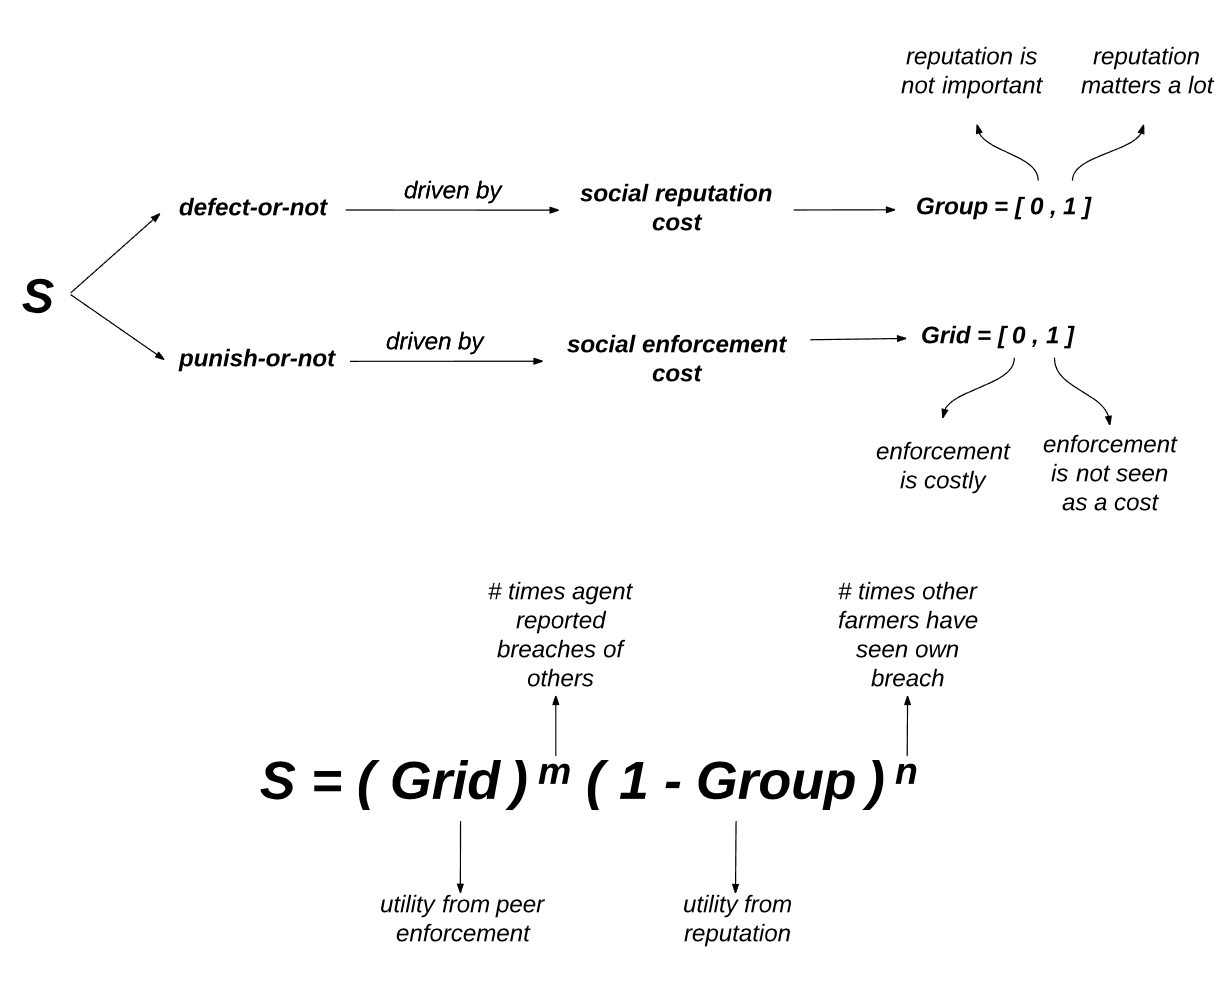 reputation is
not important
reputation
matters a lot
defect-or-not
driven by
social reputation
cost
Group = [ 0 , 1 ]
S
punish-or-not
driven by
social enforcement
cost
Grid = [ 0 , 1 ]
enforcement
is costly
enforcement
is not seen
as a cost
# times agent
reported
breaches of
others
# times other
farmers have
seen own
breach
S = ( Grid ) m ( 1 - Group ) n
utility from peer
enforcement
utility from
reputation